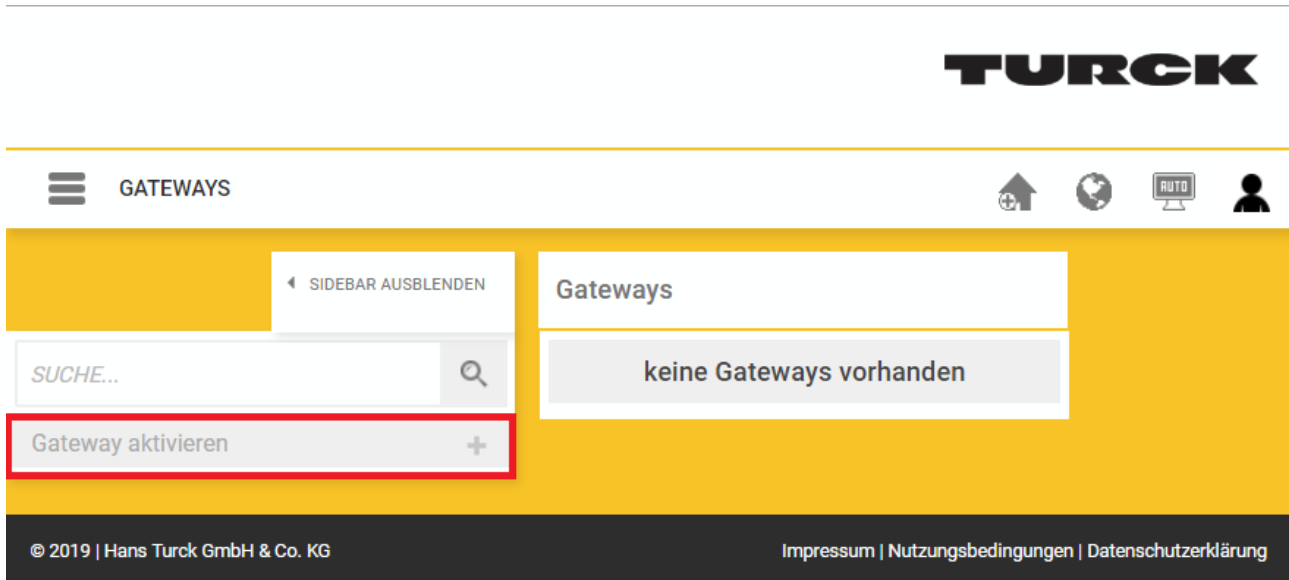 TURCK
GATEWAYS
AUTO
SIDEBAR AUSBLENDEN
Gateways
SUCHE...
keine Gateways vorhanden
Gateway aktivieren +
© 2019 | Hans Turck GmbH & Co. KG
Impressum | Nutzungsbedingungen | Datenschutzerklärung